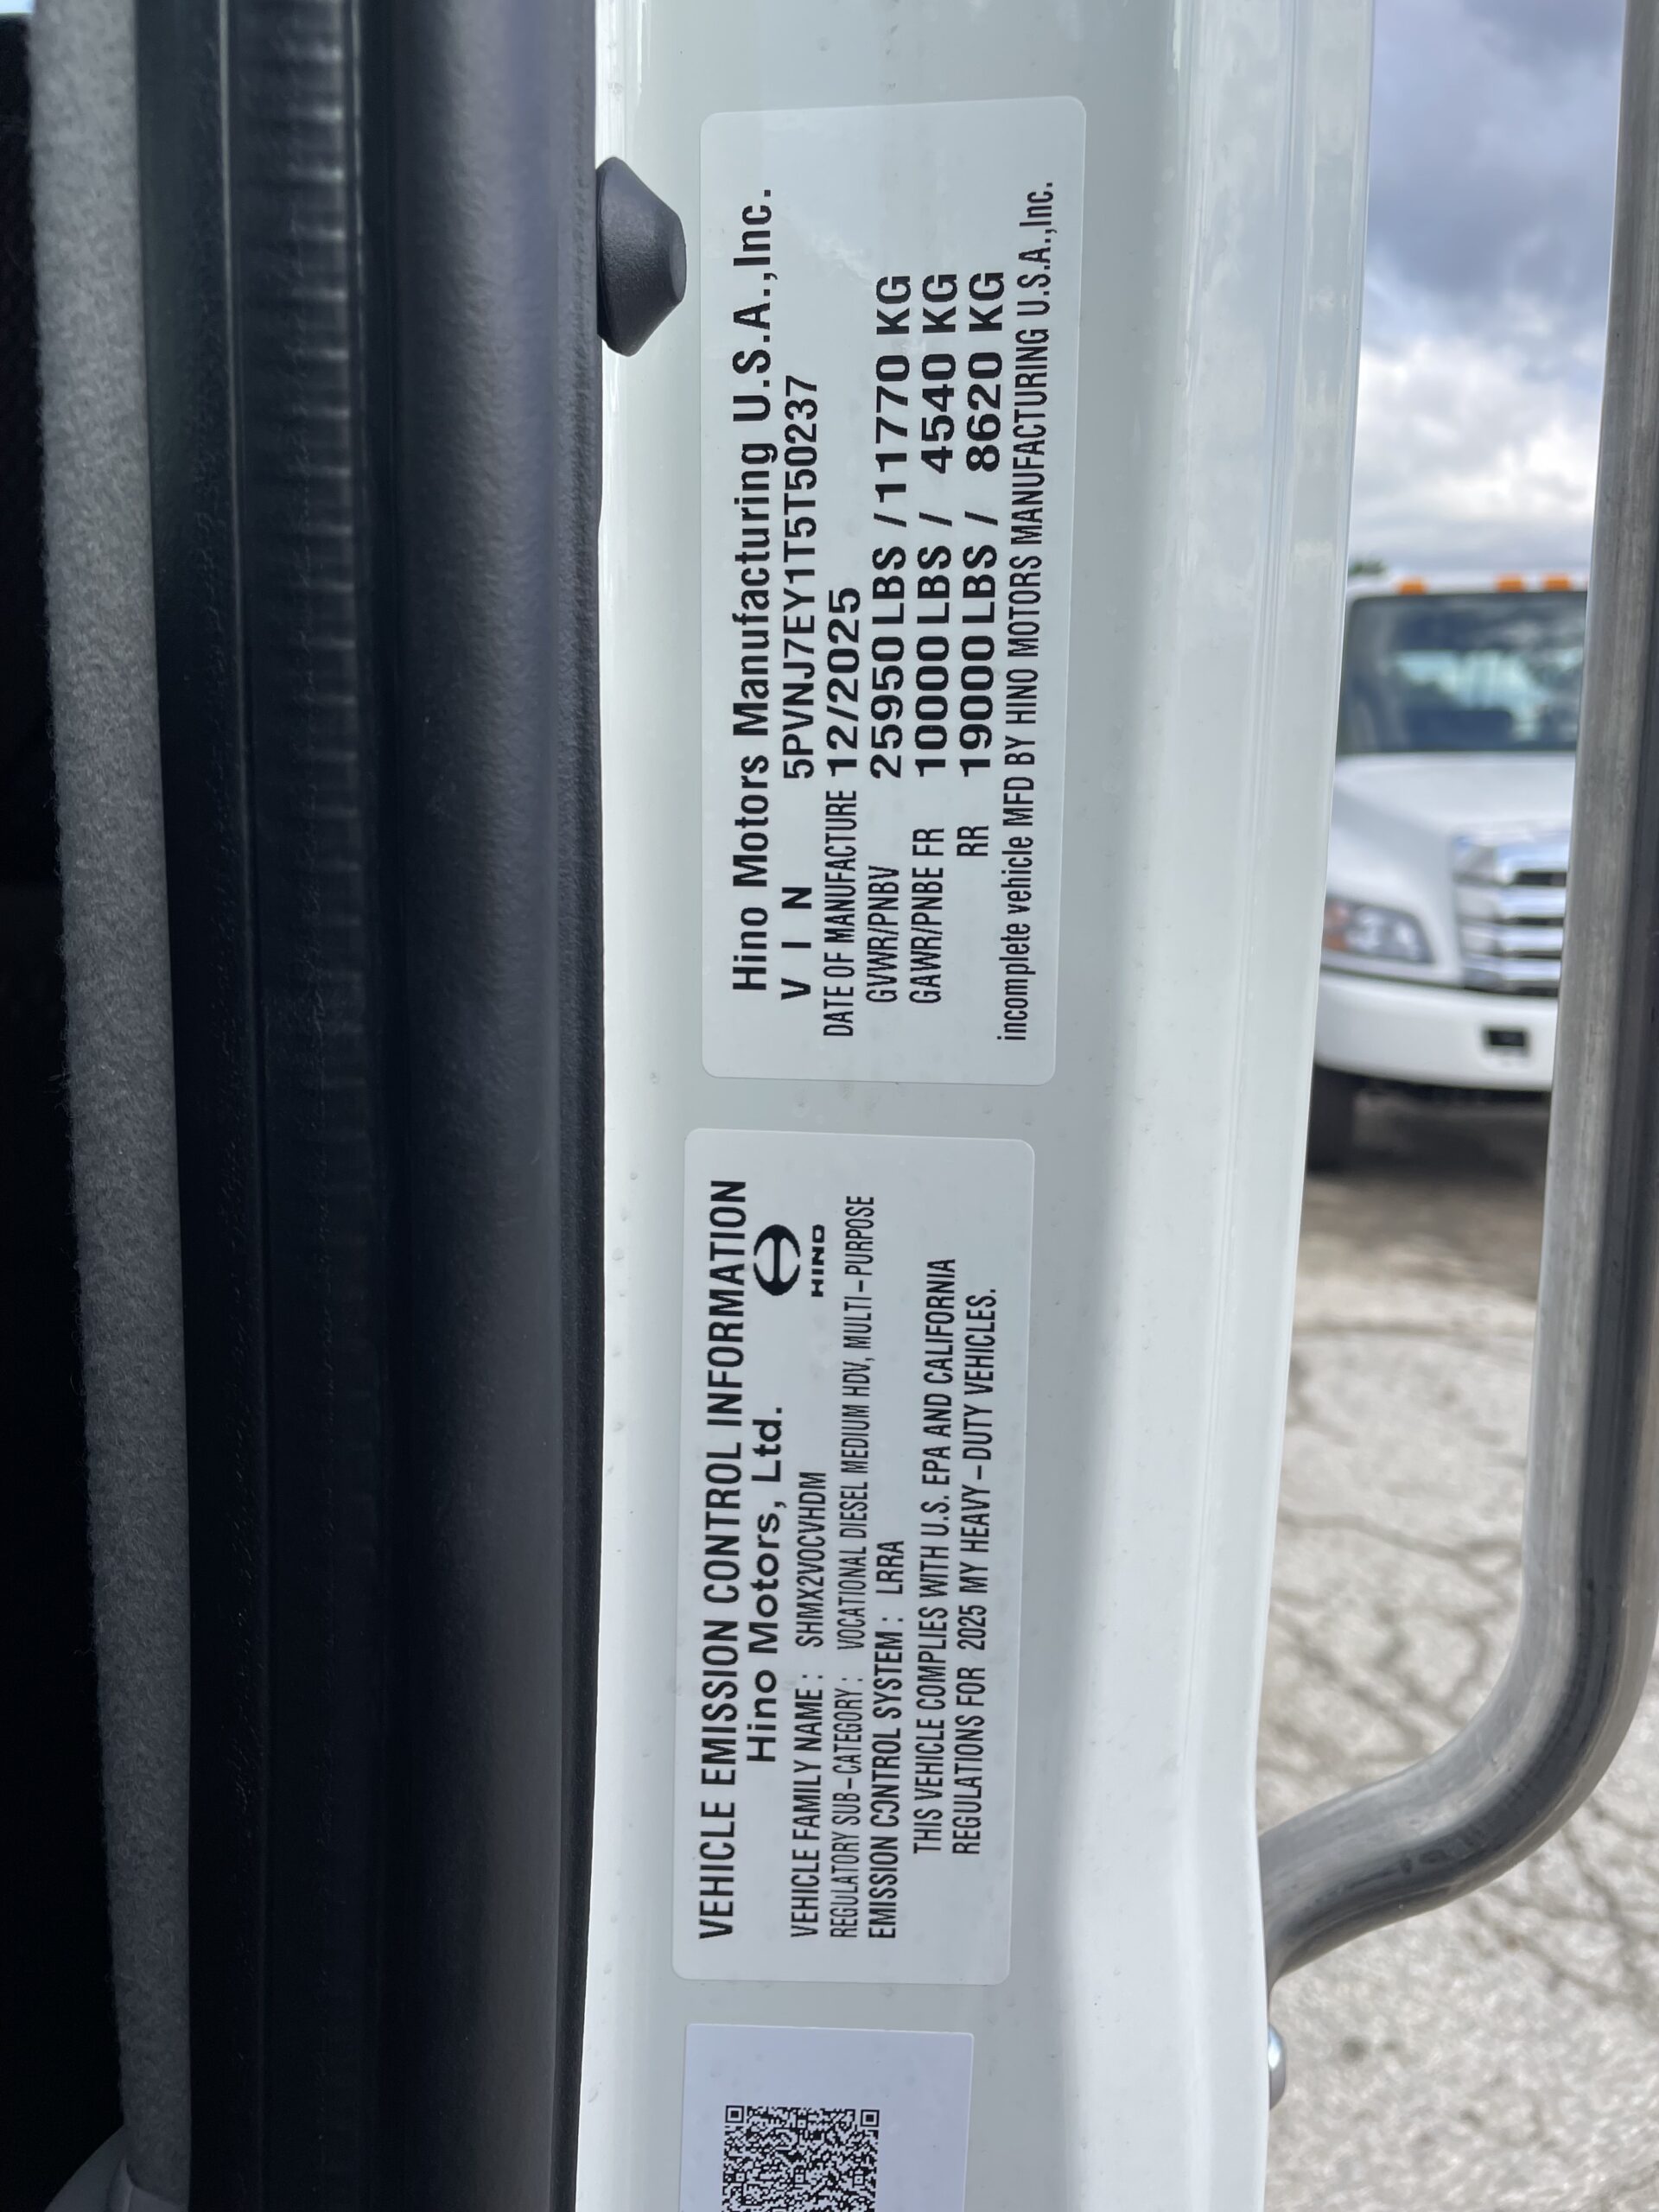 Hino Motors Manufacturing U.S.A.,Inc.
V I N 5PVNJ7EY1T5T50237
DATE OF MANUFACTURE 12/2025
GVWR/PNBV 25950 LBS / 11770 KG
GAWR/PNBE FR 10000 LBS / 4540 KG
RR 19000 LBS / 8620 KG
incomplete vehicle MFD BY HINO MOTORS MANUFACTURING U.S.A.,Inc.
VEHICLE EMISSION CONTROL INFORMATION
Hino Motors, Ltd.
HINO
VEHICLE FAMILY NAME : SHMX2VOCVHDM
REGULATORY SUB-CATEGORY : VOCATIONAL DIESEL MEDIUM HDV, MULTI-PURPOSE
EMISSION CONTROL SYSTEM : LRRA
THIS VEHICLE COMPLIES WITH U.S. EPA AND CALIFORNIA
REGULATIONS FOR 2025 MY HEAVY-DUTY VEHICLES.